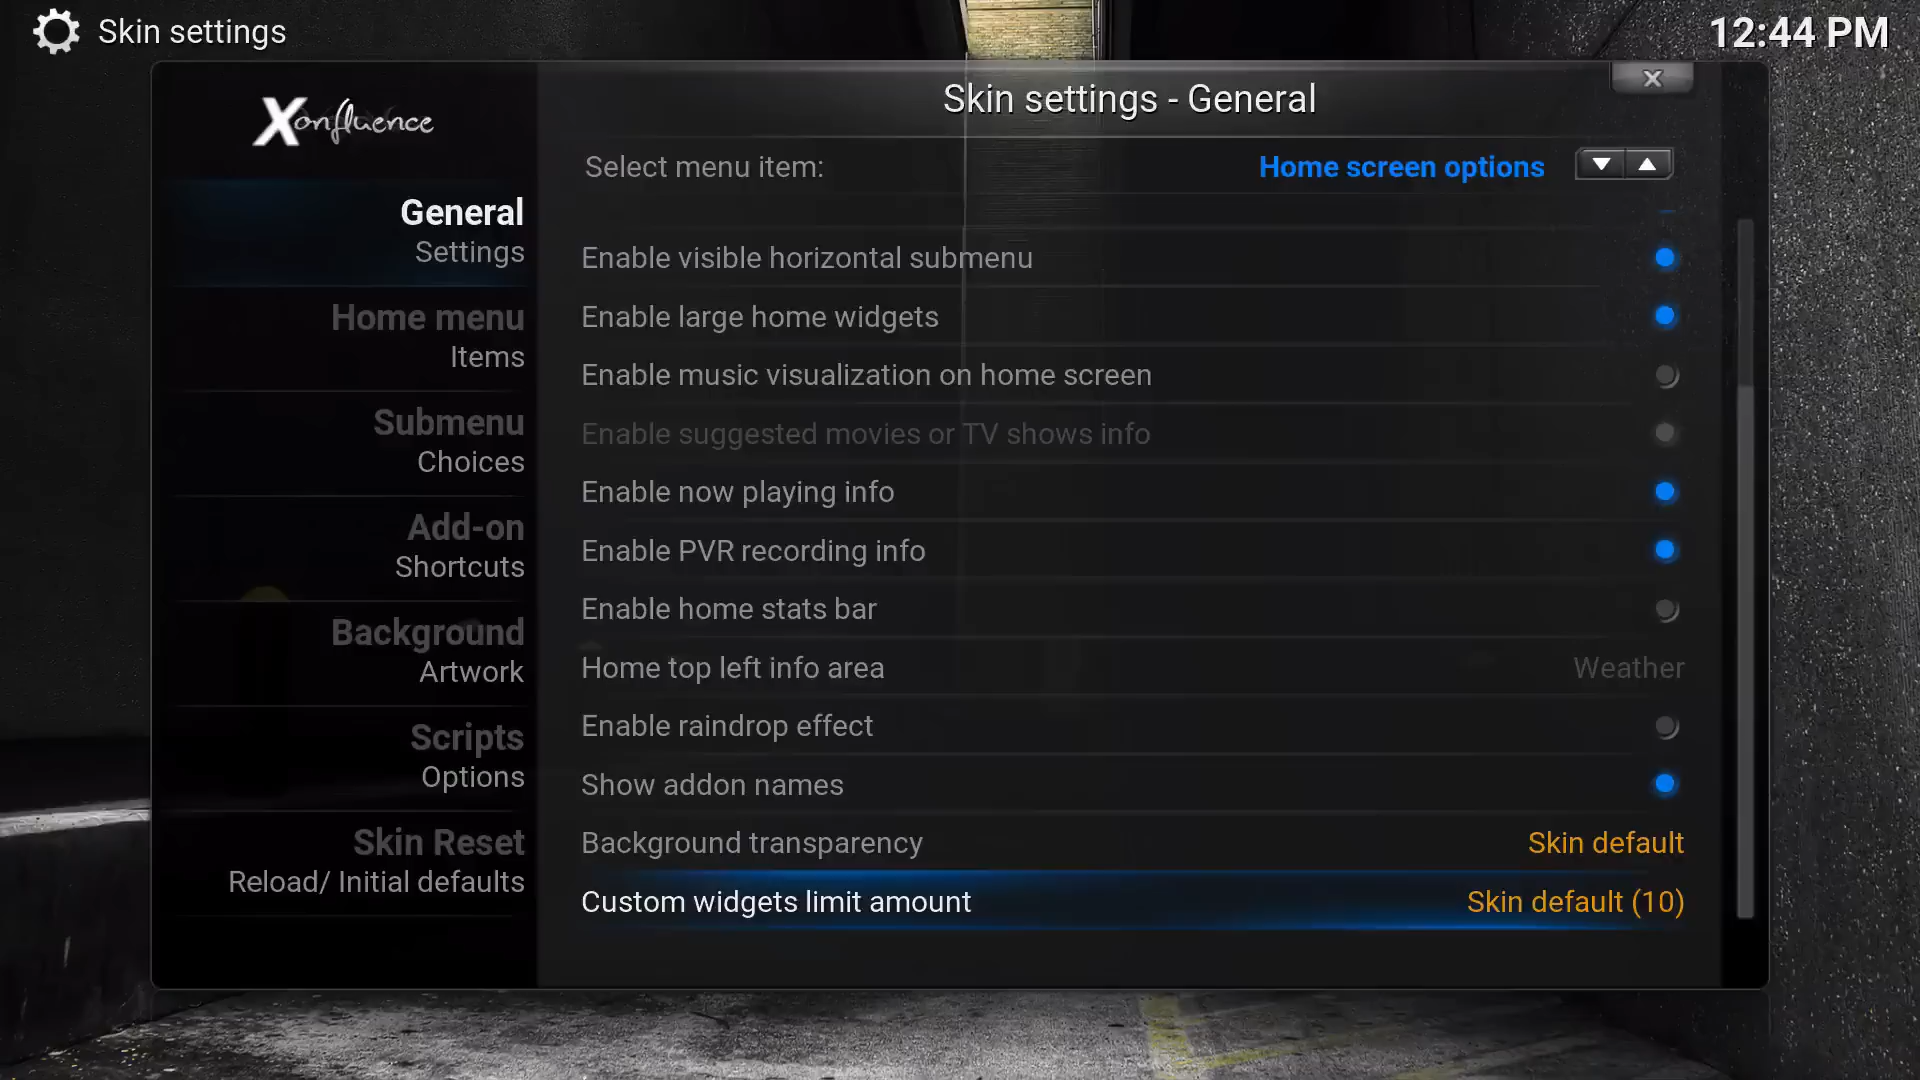 Skin settings
12:44 PM
Xonfluence
Skin settings - General
Select menu item:
Home screen options
General
Settings
Home menu
Items
Submenu
Choices
Add-on
Shortcuts
Background
Artwork
Scripts
Options
Skin Reset
Reload/ Initial defaults
Enable visible horizontal submenu
Enable large home widgets
Enable music visualization on home screen
Enable suggested movies or TV shows info
Enable now playing info
Enable PVR recording info
Enable home stats bar
Home top left info area Weather
Enable raindrop effect
Show addon names
Background transparency Skin default
Custom widgets limit amount Skin default (10)